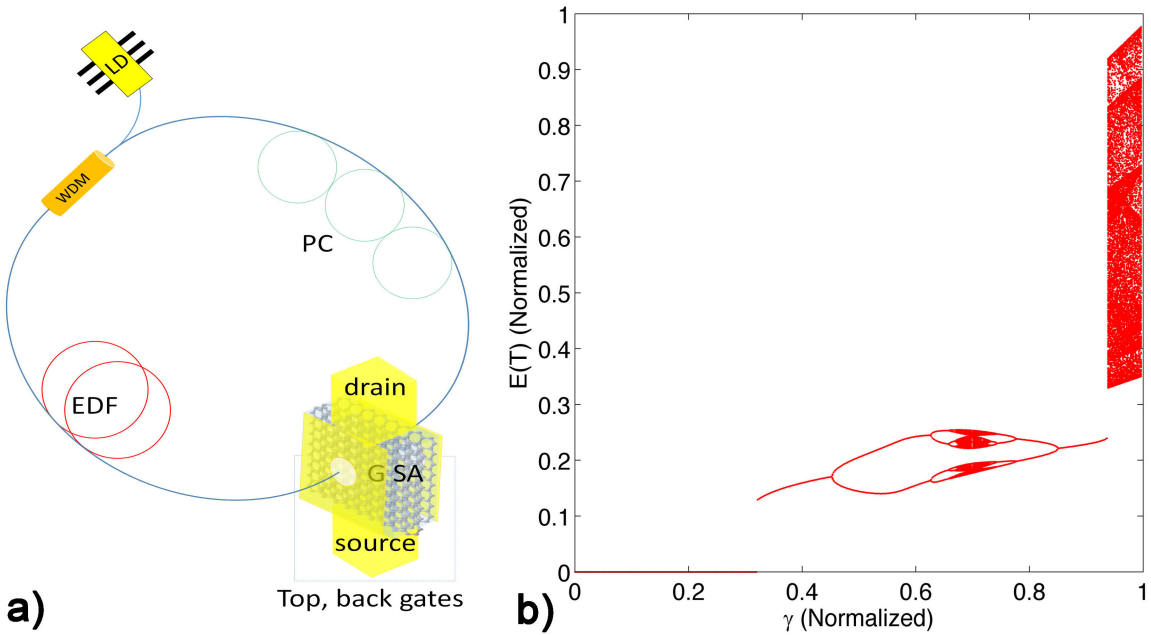 LD
WDM
PC
EDF
drain
G SA
source
Top, back gates
a)
1
0.9
0.8
0.7
0.6
0.5
0.4
0.3
0.2
0.1
0
E(T) (Normalized)
0
0.2
0.4
0.6
0.8
1
γ (Normalized)
b)